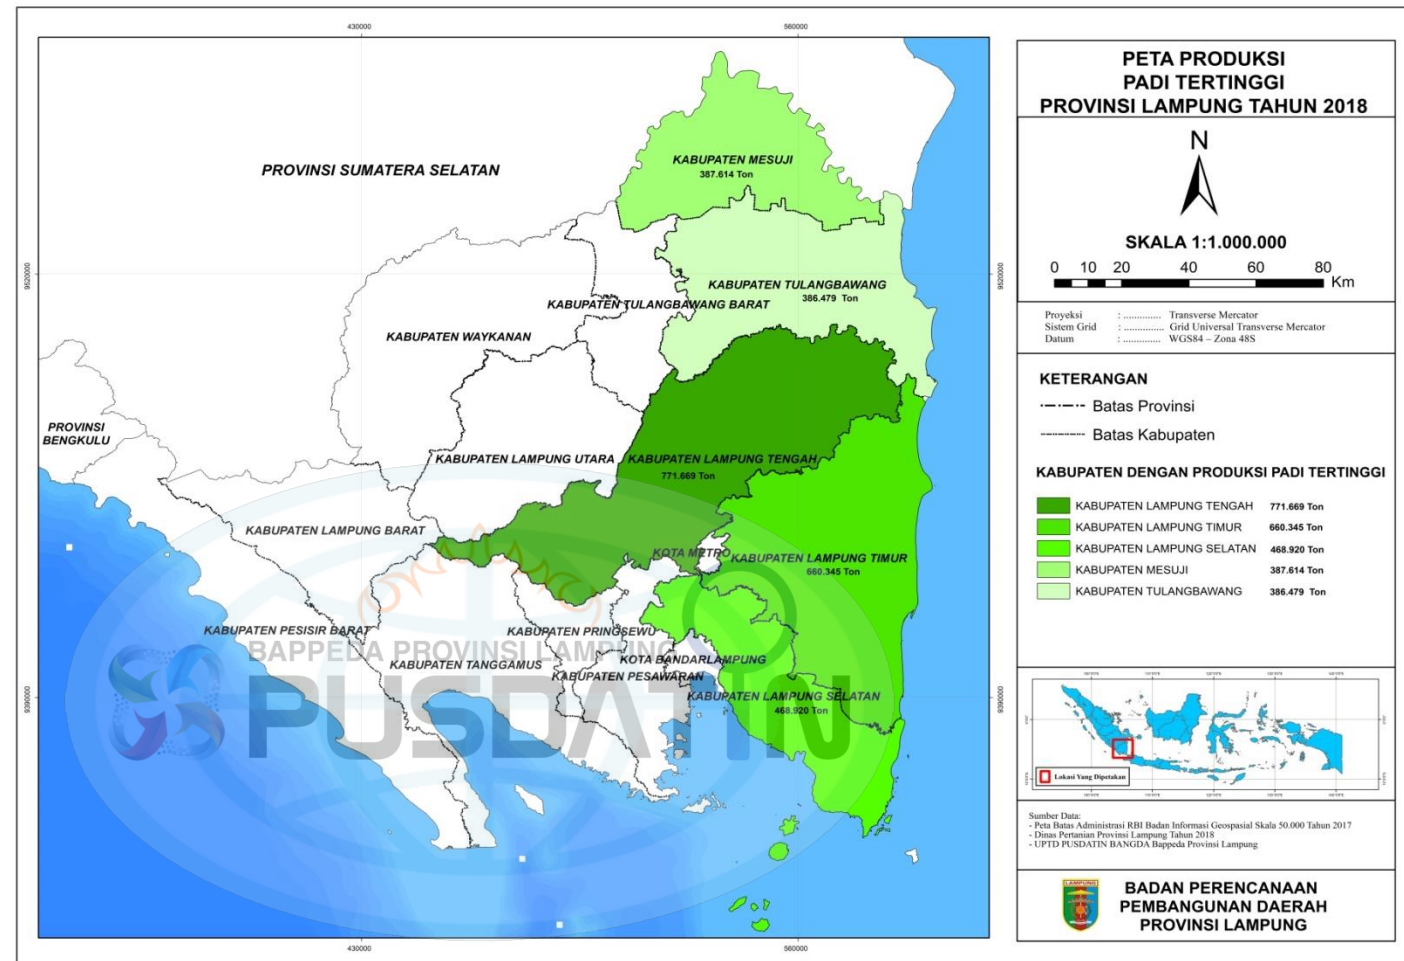 430000
560000
9520000
9390000
PROVINSI SUMATERA SELATAN
KABUPATEN MESUJI
387.614 Ton
KABUPATEN TULANGBAWANG
386.479 Ton
KABUPATEN TULANGBAWANG BARAT
KABUPATEN WAYKANAN
PROVINSI
BENGKULU
KABUPATEN LAMPUNG UTARA
KABUPATEN LAMPUNG TENGAH
771.669 Ton
KABUPATEN LAMPUNG BARAT
KOTA METRO
KABUPATEN LAMPUNG TIMUR
660.345 Ton
KABUPATEN PESISIR BARAT
KABUPATEN PRINGSEWU
BAPPEDA PROVINSI LAMPUNG
KABUPATEN TANGGAMUS
KOTA BANDARLAMPUNG
KABUPATEN PESAWARAN
PUSDATIN
KABUPATEN LAMPUNG SELATAN
468.920 Ton
9520000
9390000
430000
560000
PETA PRODUKSI
PADI TERTINGGI
PROVINSI LAMPUNG TAHUN 2018
N
SKALA 1:1.000.000
0 10 20 40 60 80 Km
Proyeksi : .............. Transverse Mercator
Sistem Grid : ............... Grid Universal Transverse Mercator
Datum : .............. WGS84 – Zona 48S
KETERANGAN
Batas Provinsi
Batas Kabupaten
KABUPATEN DENGAN PRODUKSI PADI TERTINGGI
KABUPATEN LAMPUNG TENGAH 771.669 Ton
KABUPATEN LAMPUNG TIMUR 660.345 Ton
KABUPATEN LAMPUNG SELATAN 468.920 Ton
KABUPATEN MESUJI 387.614 Ton
KABUPATEN TULANGBAWANG 386.479 Ton
Lokasi Yang Dipetakan
Sumber Data:
- Peta Batas Administrasi RBI Badan Informasi Geospasial Skala 50.000 Tahun 2017
- Dinas Pertanian Provinsi Lampung Tahun 2018
- UPTD PUSDATIN BANGDA Bappeda Provinsi Lampung
LAMPUNG
BADAN PERENCANAAN
PEMBANGUNAN DAERAH
PROVINSI LAMPUNG